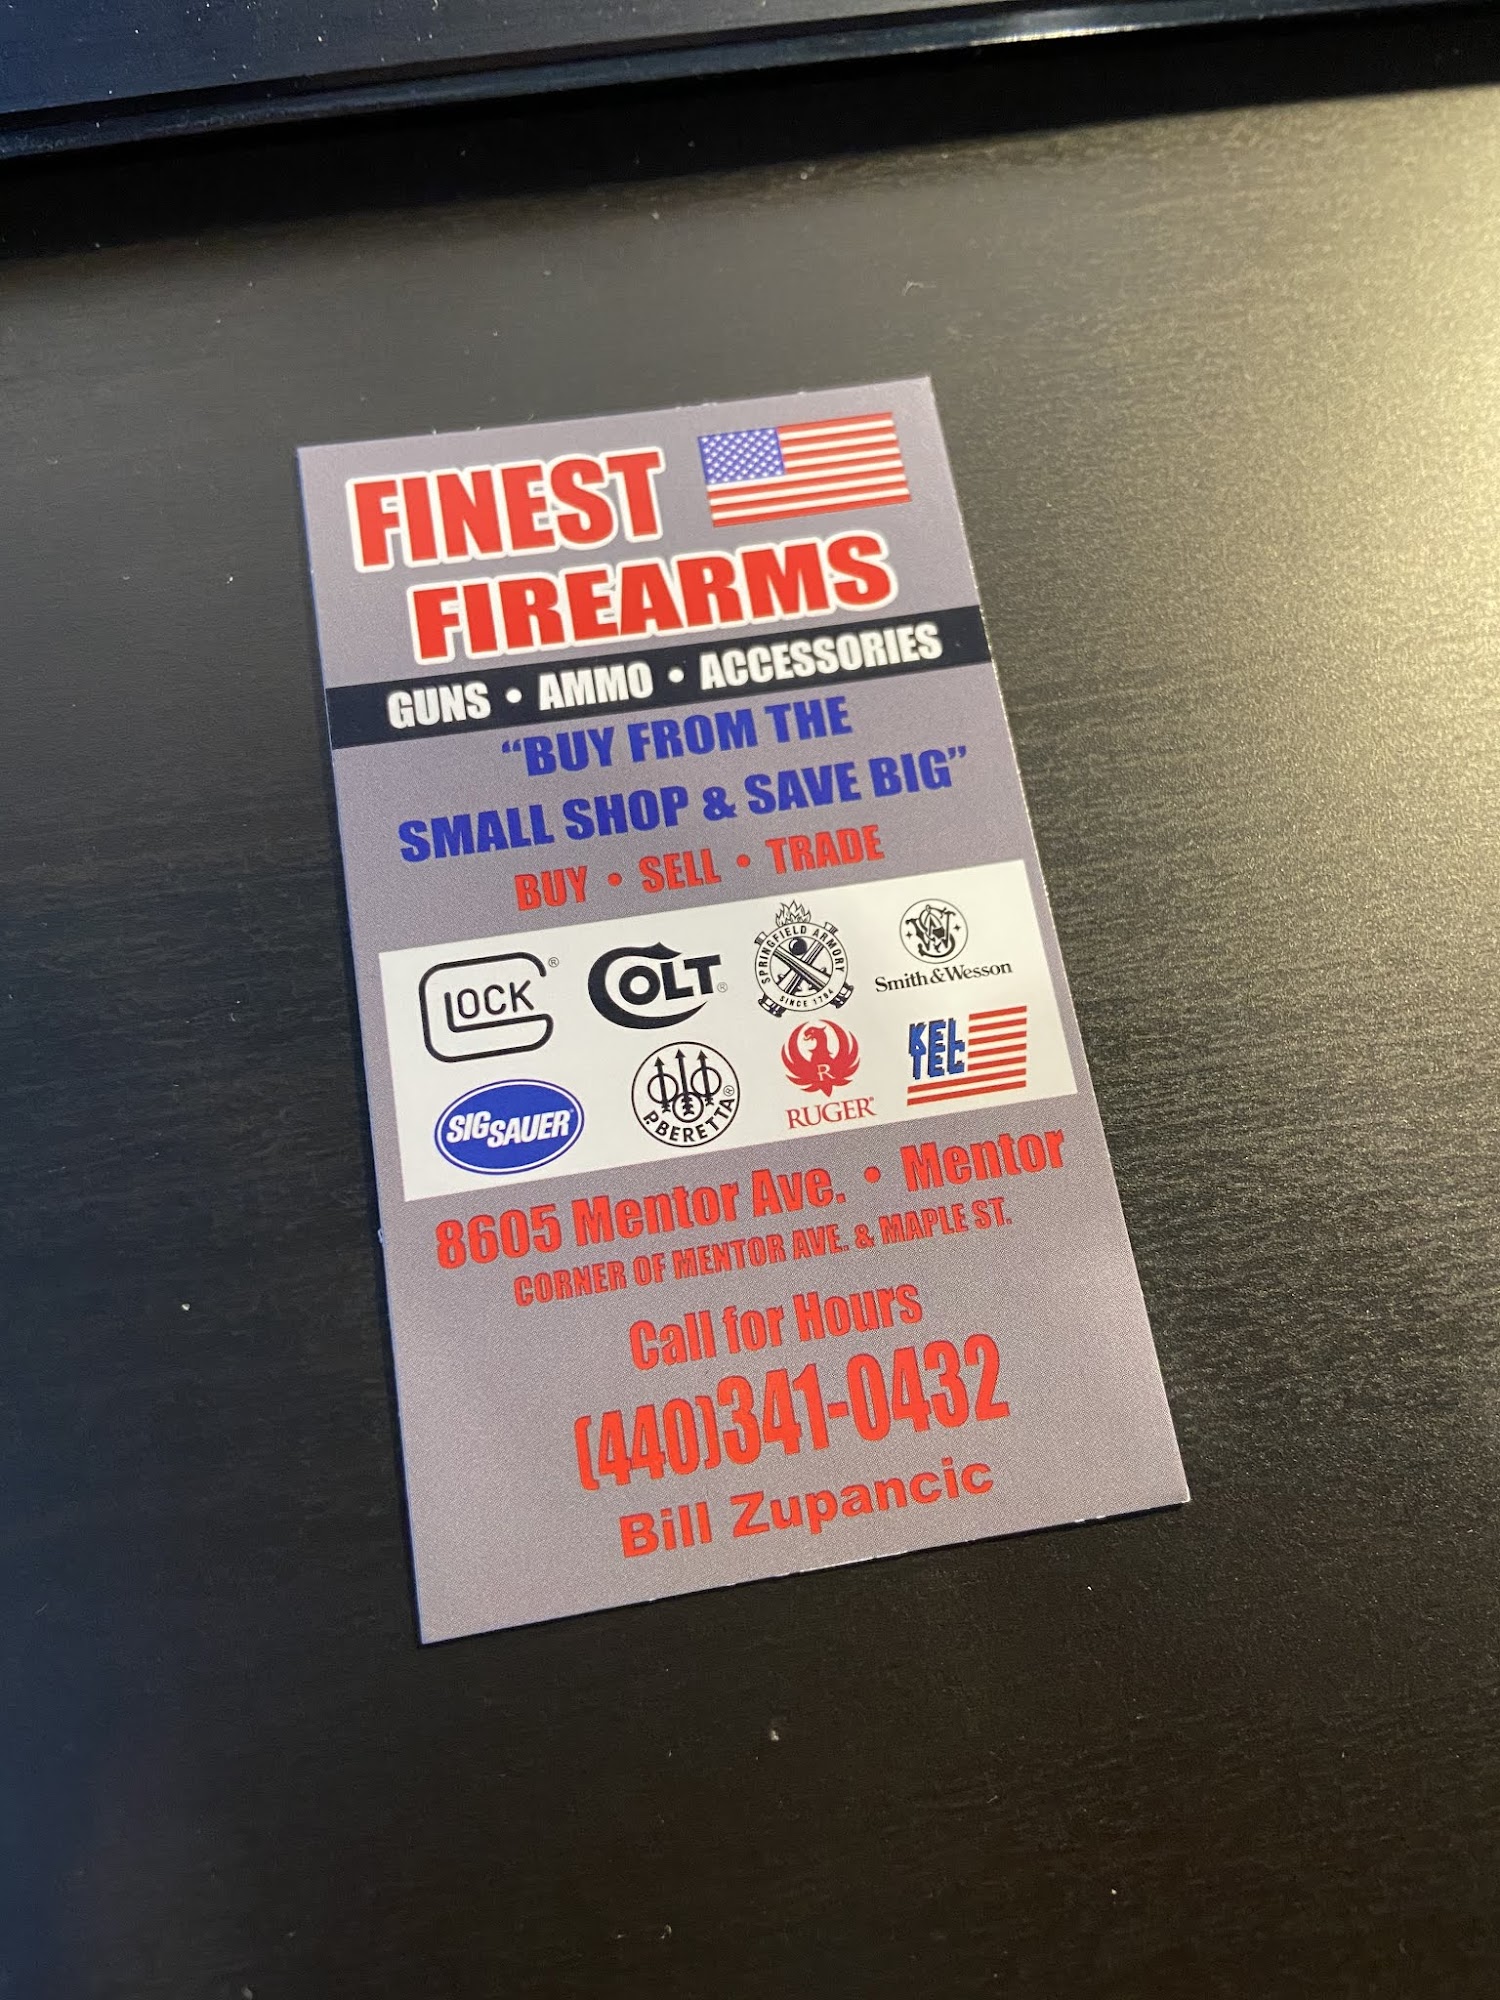 FINEST
FIREARMS
GUNS • AMMO • ACCESSORIES
“BUY FROM THE
SMALL SHOP & SAVE BIG”
BUY • SELL • TRADE
GLOCK ®
COLT ®
SPRINGFIELD ARMORY
SINCE 1794
Smith & Wesson
SIG SAUER
P. BERETTA ®
R
RUGER ®
KEL-TEC
8605 Mentor Ave. • Mentor
CORNER OF MENTOR AVE. & MAPLE ST.
Call for Hours
(440)341-0432
Bill Zupancic